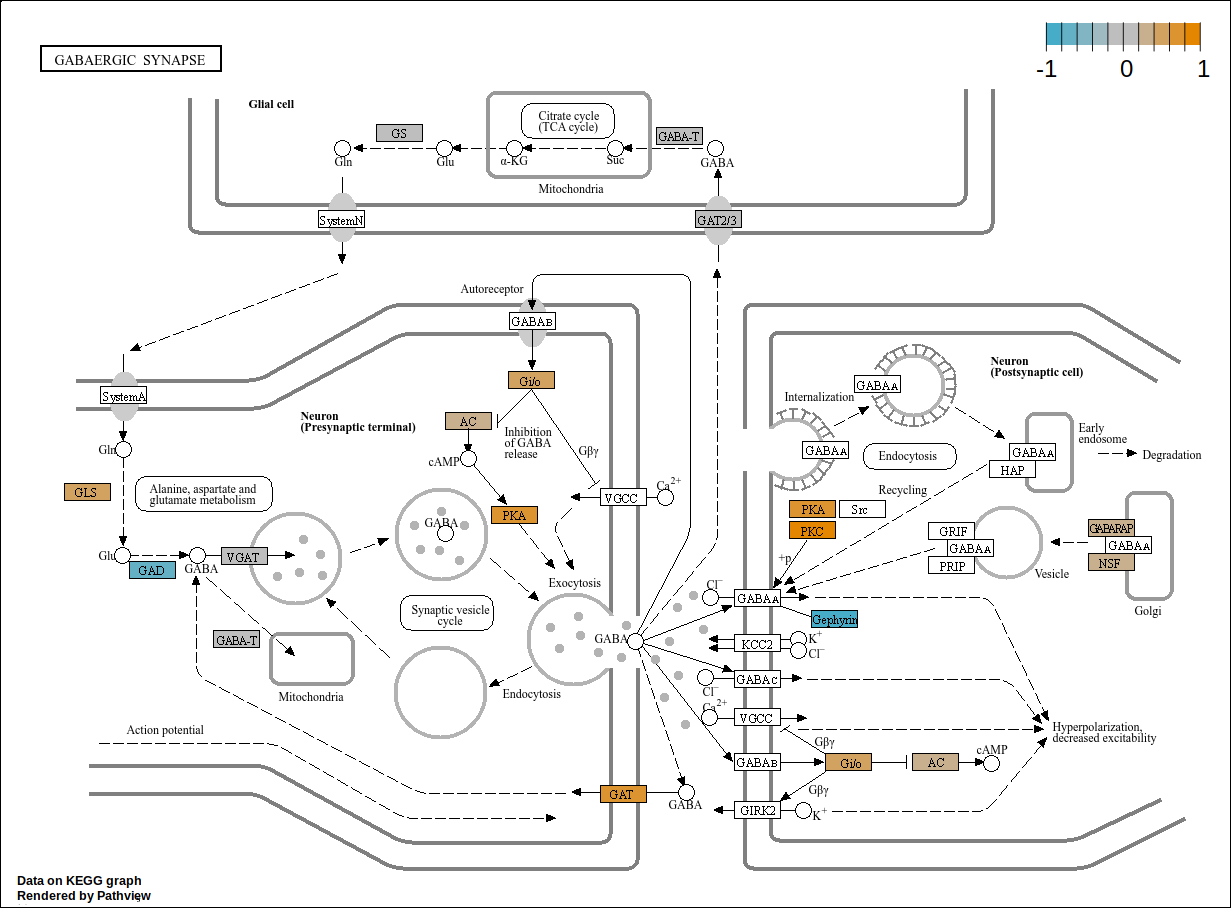 GABAERGIC SYNAPSE
-1
0
1
Glial cell
Citrate cycle
(TCA cycle)
GS
GABA-T
Gln
Glu
α-KG
Suc
GABA
Mitochondria
SystemN
GAT2/3
Autoreceptor
GABAB
SystemA
Gi/o
Neuron
(Presynaptic terminal)
AC
Inhibition
of GABA
release
Gβγ
cAMP
Gln
GLS
Alanine, aspartate and
glutamate metabolism
PKA
VGCC
Ca2+
GABA
Glu
GAD
GABA
VGAT
Exocytosis
GABA-T
Mitochondria
Synaptic vesicle
cycle
GABA
Endocytosis
Action potential
GAT
GABA
Neuron
(Postsynaptic cell)
GABAA
Internalization
GABAA
Endocytosis
GABAA
HAP
Early
endosome
Degradation
Recycling
PKA
Src
PKC
+p
GRIF
GABAA
PRIP
Vesicle
GABARAP
GABAA
NSF
Golgi
Cl−
GABAA
Gephyrin
KCC2
K+
Cl−
Cl−
GABAC
Ca2+
VGCC
Gβγ
Hyperpolarization,
decreased excitability
GABAB
Gi/o
AC
cAMP
Gβγ
GIRK2
K+
Data on KEGG graph
Rendered by Pathview